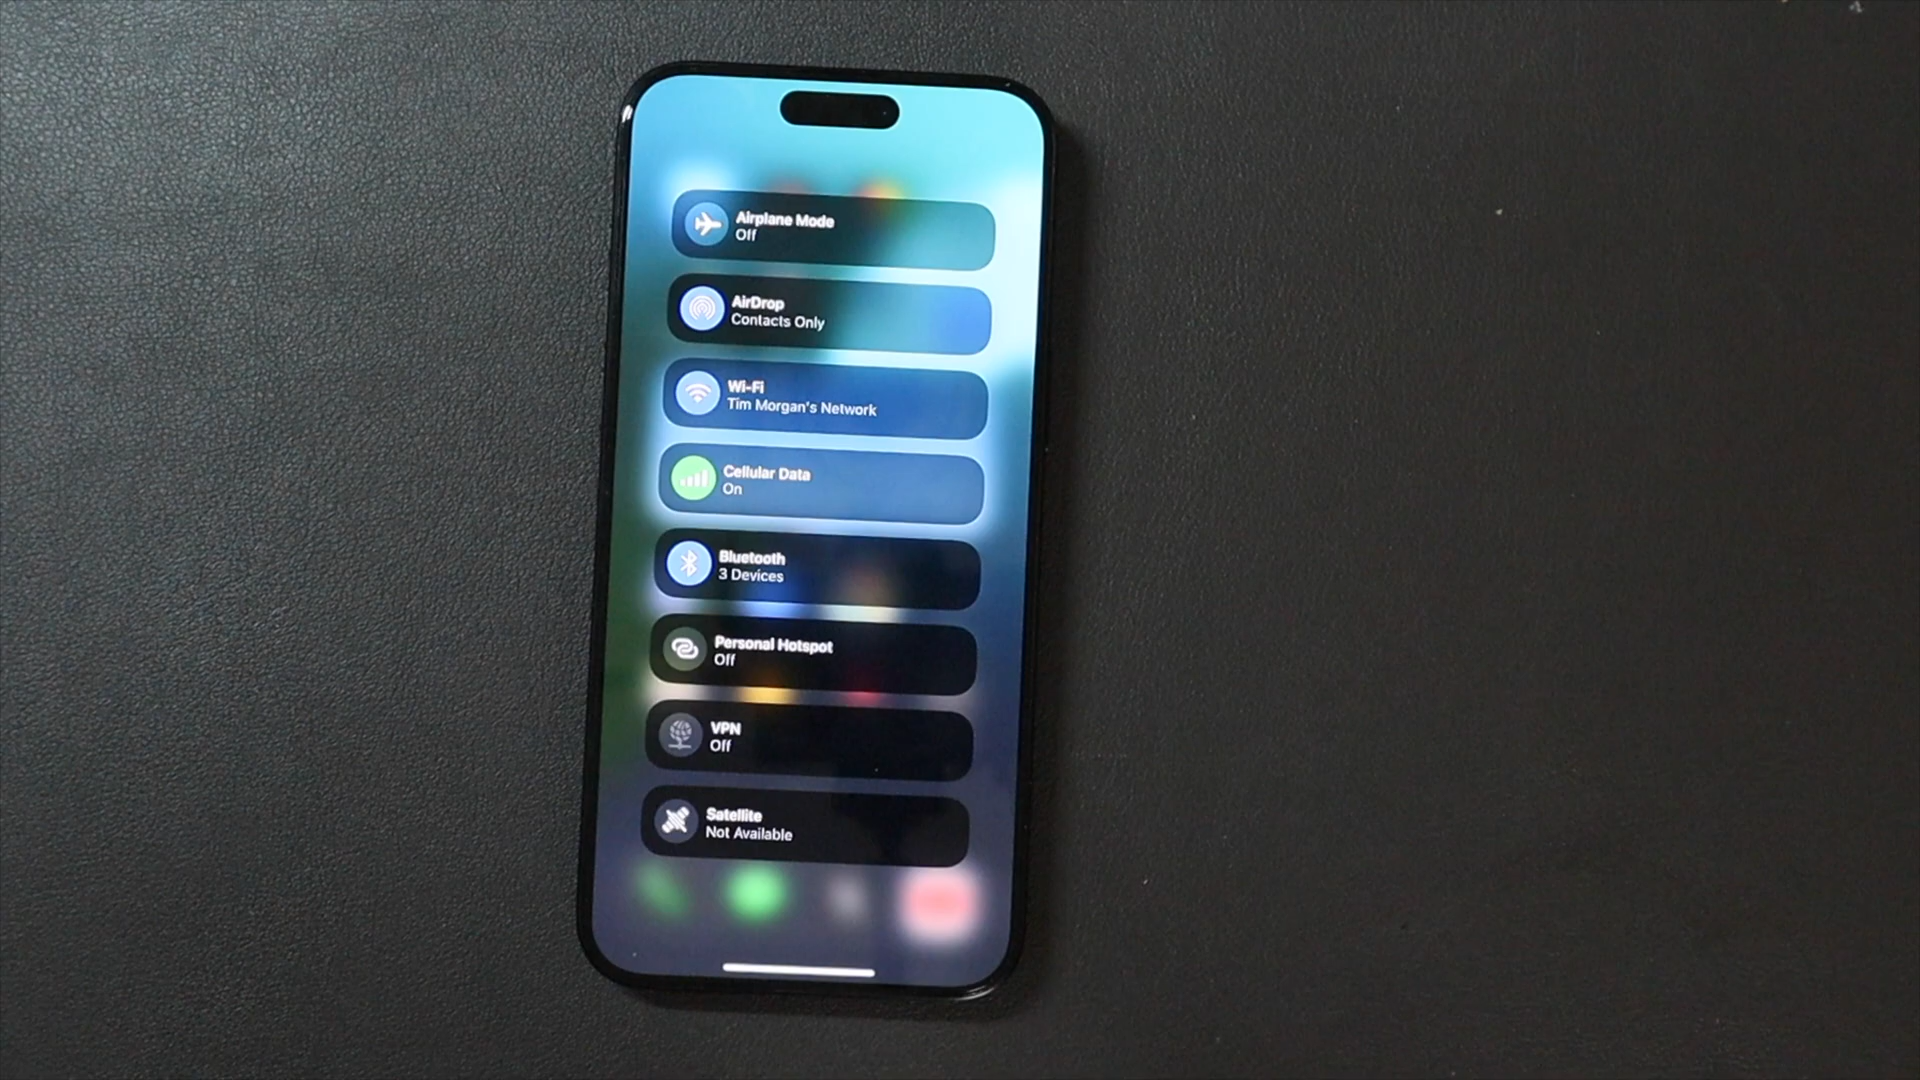 Airplane Mode
Off
AirDrop
Contacts Only
Wi-Fi
Tim Morgan's Network
Cellular Data
On
Bluetooth
3 Devices
Personal Hotspot
Off
VPN
Off
Satellite
Not Available